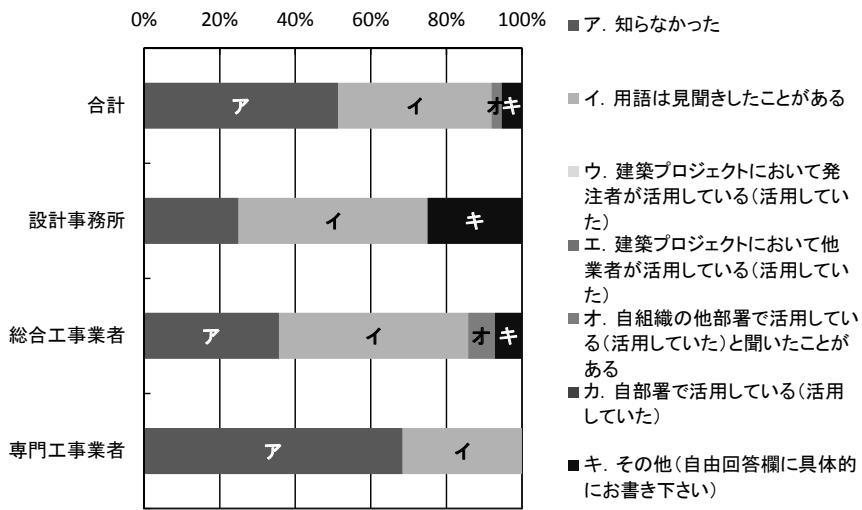 0% 20% 40% 60% 80% 100%
合計
ア イ オ キ
設計事務所
イ キ
総合工事業者
ア イ オ キ
専門工事業者
ア イ
ア．知らなかった
イ．用語は見聞きしたことがある
ウ．建築プロジェクトにおいて発
注者が活用している（活用してい
た）
エ．建築プロジェクトにおいて他
業者が活用している（活用してい
た）
オ．自組織の他部署で活用してい
る（活用していた）と聞いたことが
ある
カ．自部署で活用している（活用
していた）
キ．その他（自由回答欄に具体的
にお書き下さい）